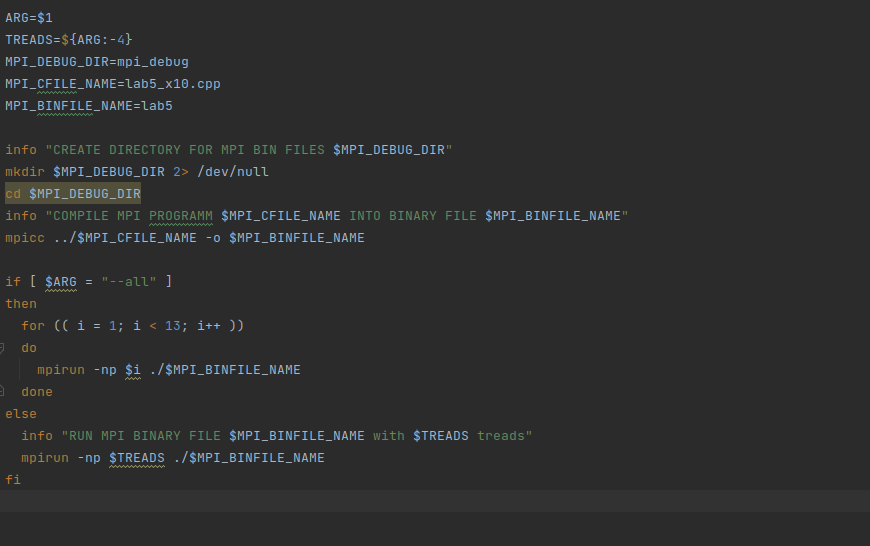 ARG=$1
TREADS=${ARG:-4}
MPI_DEBUG_DIR=mpi_debug
MPI_CFILE_NAME=lab5_x10.cpp
MPI_BINFILE_NAME=lab5
info "CREATE DIRECTORY FOR MPI BIN FILES $MPI_DEBUG_DIR"
mkdir $MPI_DEBUG_DIR 2> /dev/null
cd $MPI_DEBUG_DIR
info "COMPILE MPI PROGRAMM $MPI_CFILE_NAME INTO BINARY FILE $MPI_BINFILE_NAME"
mpicc ../$MPI_CFILE_NAME -o $MPI_BINFILE_NAME
if [ $ARG = "--all" ]
then
  for (( i = 1; i < 13; i++ ))
  do
    mpirun -np $i ./$MPI_BINFILE_NAME
  done
else
  info "RUN MPI BINARY FILE $MPI_BINFILE_NAME with $TREADS treads"
  mpirun -np $TREADS ./$MPI_BINFILE_NAME
fi